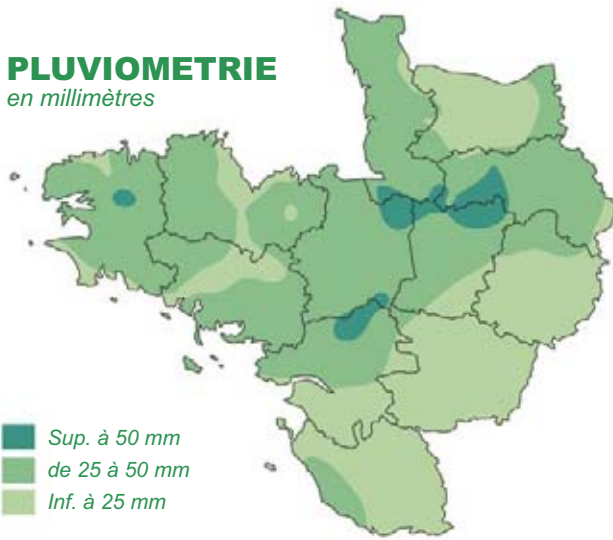 PLUVIOMETRIE
en millimètres
Sup. à 50 mm
de 25 à 50 mm
Inf. à 25 mm